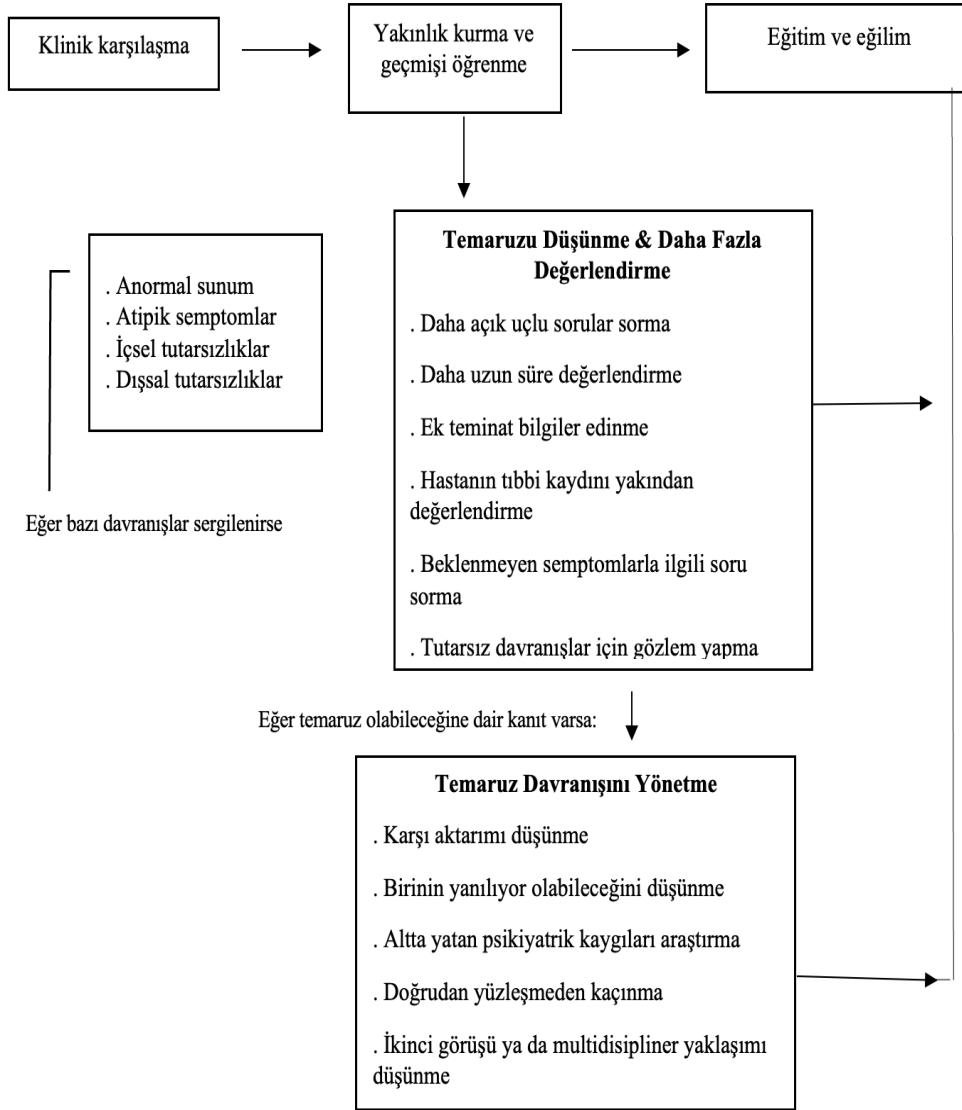 Klinik karşılaşma
Yakınlık kurma ve
geçmişi öğrenme
Eğitim ve eğilim
. Anormal sunum
. Atipik semptomlar
. İçsel tutarsızlıklar
. Dışsal tutarsızlıklar
Eğer bazı davranışlar sergilenirse
Temaruzu Düşünme & Daha Fazla
Değerlendirme
. Daha açık uçlu sorular sorma
. Daha uzun süre değerlendirme
. Ek teminat bilgiler edinme
. Hastanın tıbbi kaydını yakından
değerlendirme
. Beklenmeyen semptomlarla ilgili soru
sorma
. Tutarsız davranışlar için gözlem yapma
Eğer temaruz olabileceğine dair kanıt varsa:
Temaruz Davranışını Yönetme
. Karşı aktarımı düşünme
. Birinin yanılıyor olabileceğini düşünme
. Altta yatan psikiyatrik kaygıları araştırma
. Doğrudan yüzleşmeden kaçınma
. İkinci görüşü ya da multidisipliner yaklaşımı
düşünme